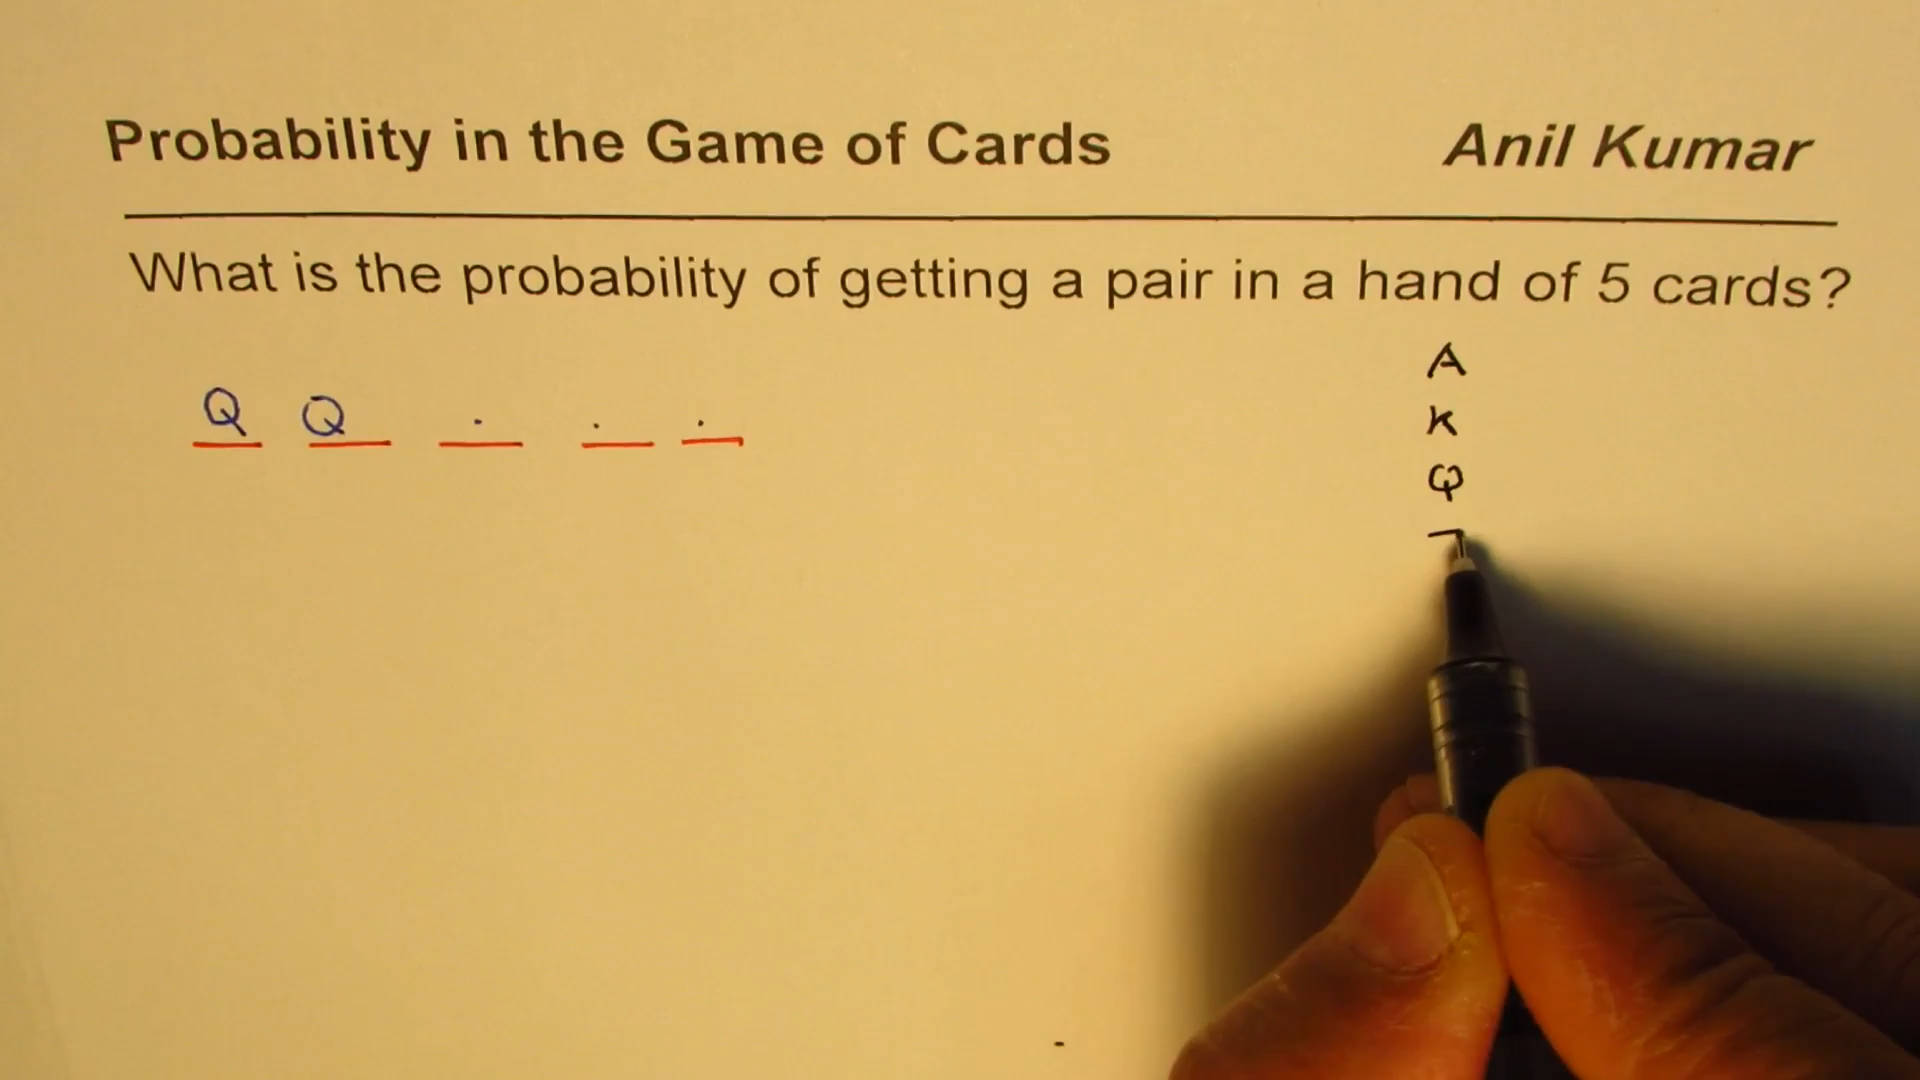 Probability in the Game of Cards Anil Kumar
What is the probability of getting a pair in a hand of 5 cards?
Q Q . . .
A
K
Q